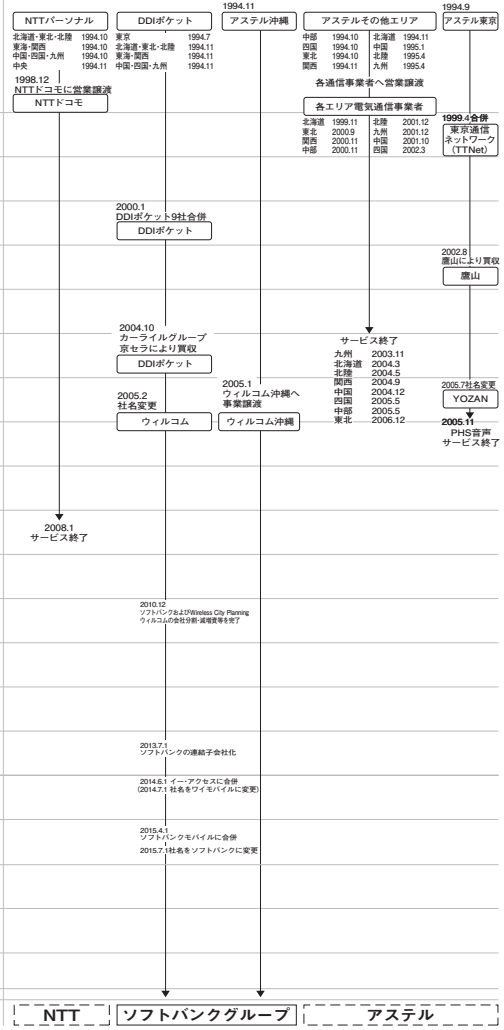 NTTパーソナル
北海道・東北・北陸 1994.10
東海・関西 1994.10
中国・四国・九州 1994.10
中央 1994.11
1998.12
NTTドコモに営業譲渡
NTTドコモ
2008.1
サービス終了
DDIポケット
東京 1994.7
北海道・東北・北陸 1994.11
東海・関西 1994.11
中国・四国・九州 1994.11
2000.1
DDIポケット9社合併
DDIポケット
2004.10
カーライルグループ
京セラにより買収
DDIポケット
2005.2
社名変更
ウィルコム
2010.12
ソフトバンクおよびWireless City Planning
ウィルコムの会社分割・減増資等を完了
2013.7.1
ソフトバンクの連結子会社化
2014.6.1 イー・アクセスに合併
(2014.7.1 社名をワイモバイルに変更)
2015.4.1
ソフトバンクモバイルに合併
2015.7.1社名をソフトバンクに変更
1994.11
アステル沖縄
2005.1
ウィルコム沖縄へ
事業譲渡
ウィルコム沖縄
アステルその他エリア
中部 1994.10 北海道 1994.11
四国 1994.10 中国 1995.1
東北 1994.10 北陸 1995.4
関西 1994.11 九州 1995.4
各通信事業者へ営業譲渡
各エリア電気通信事業者
北海道 1999.11 北陸 2001.12
東北 2000.9 九州 2001.12
関西 2000.11 中国 2001.10
中部 2000.11 四国 2002.3
サービス終了
九州 2003.11
北海道 2004.3
北陸 2004.5
関西 2004.9
中国 2004.12
四国 2005.5
中部 2005.5
東北 2006.12
1994.9
アステル東京
1999.4合併
東京通信
ネットワーク
(TTNet)
2002.8
鷹山により買収
鷹山
2005.7社名変更
YOZAN
2005.11
PHS音声
サービス終了
NTT
ソフトバンクグループ
アステル